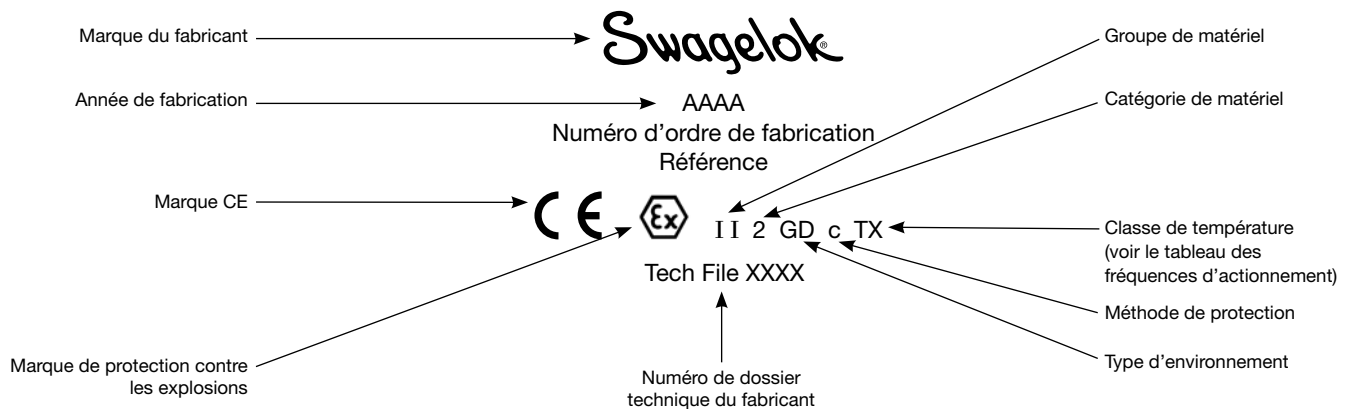 Marque du fabricant
Swagelok®
Groupe de matériel
Année de fabrication
AAAA
Catégorie de matériel
Numéro d'ordre de fabrication
Référence
Marque CE
CE Ex II 2 GD c TX
Classe de température
(voir le tableau des
fréquences d'actionnement)
Tech File XXXX
Méthode de protection
Marque de protection contre
les explosions
Type d'environnement
Numéro de dossier
technique du fabricant